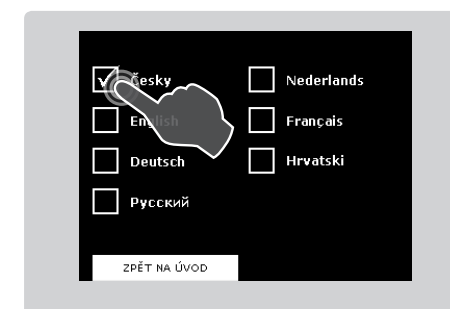 Česky
English
Deutsch
Русский
Nederlands
Français
Hrvatski
ZPĚT NA ÚVOD